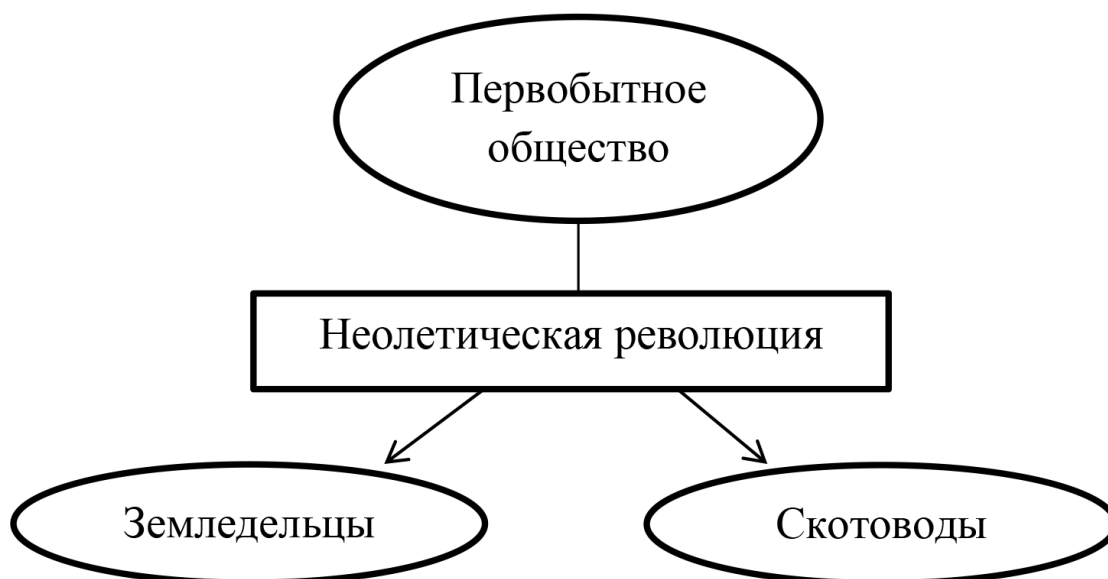 Первобытное
общество
Неолетическая революция
Земледельцы
Скотоводы